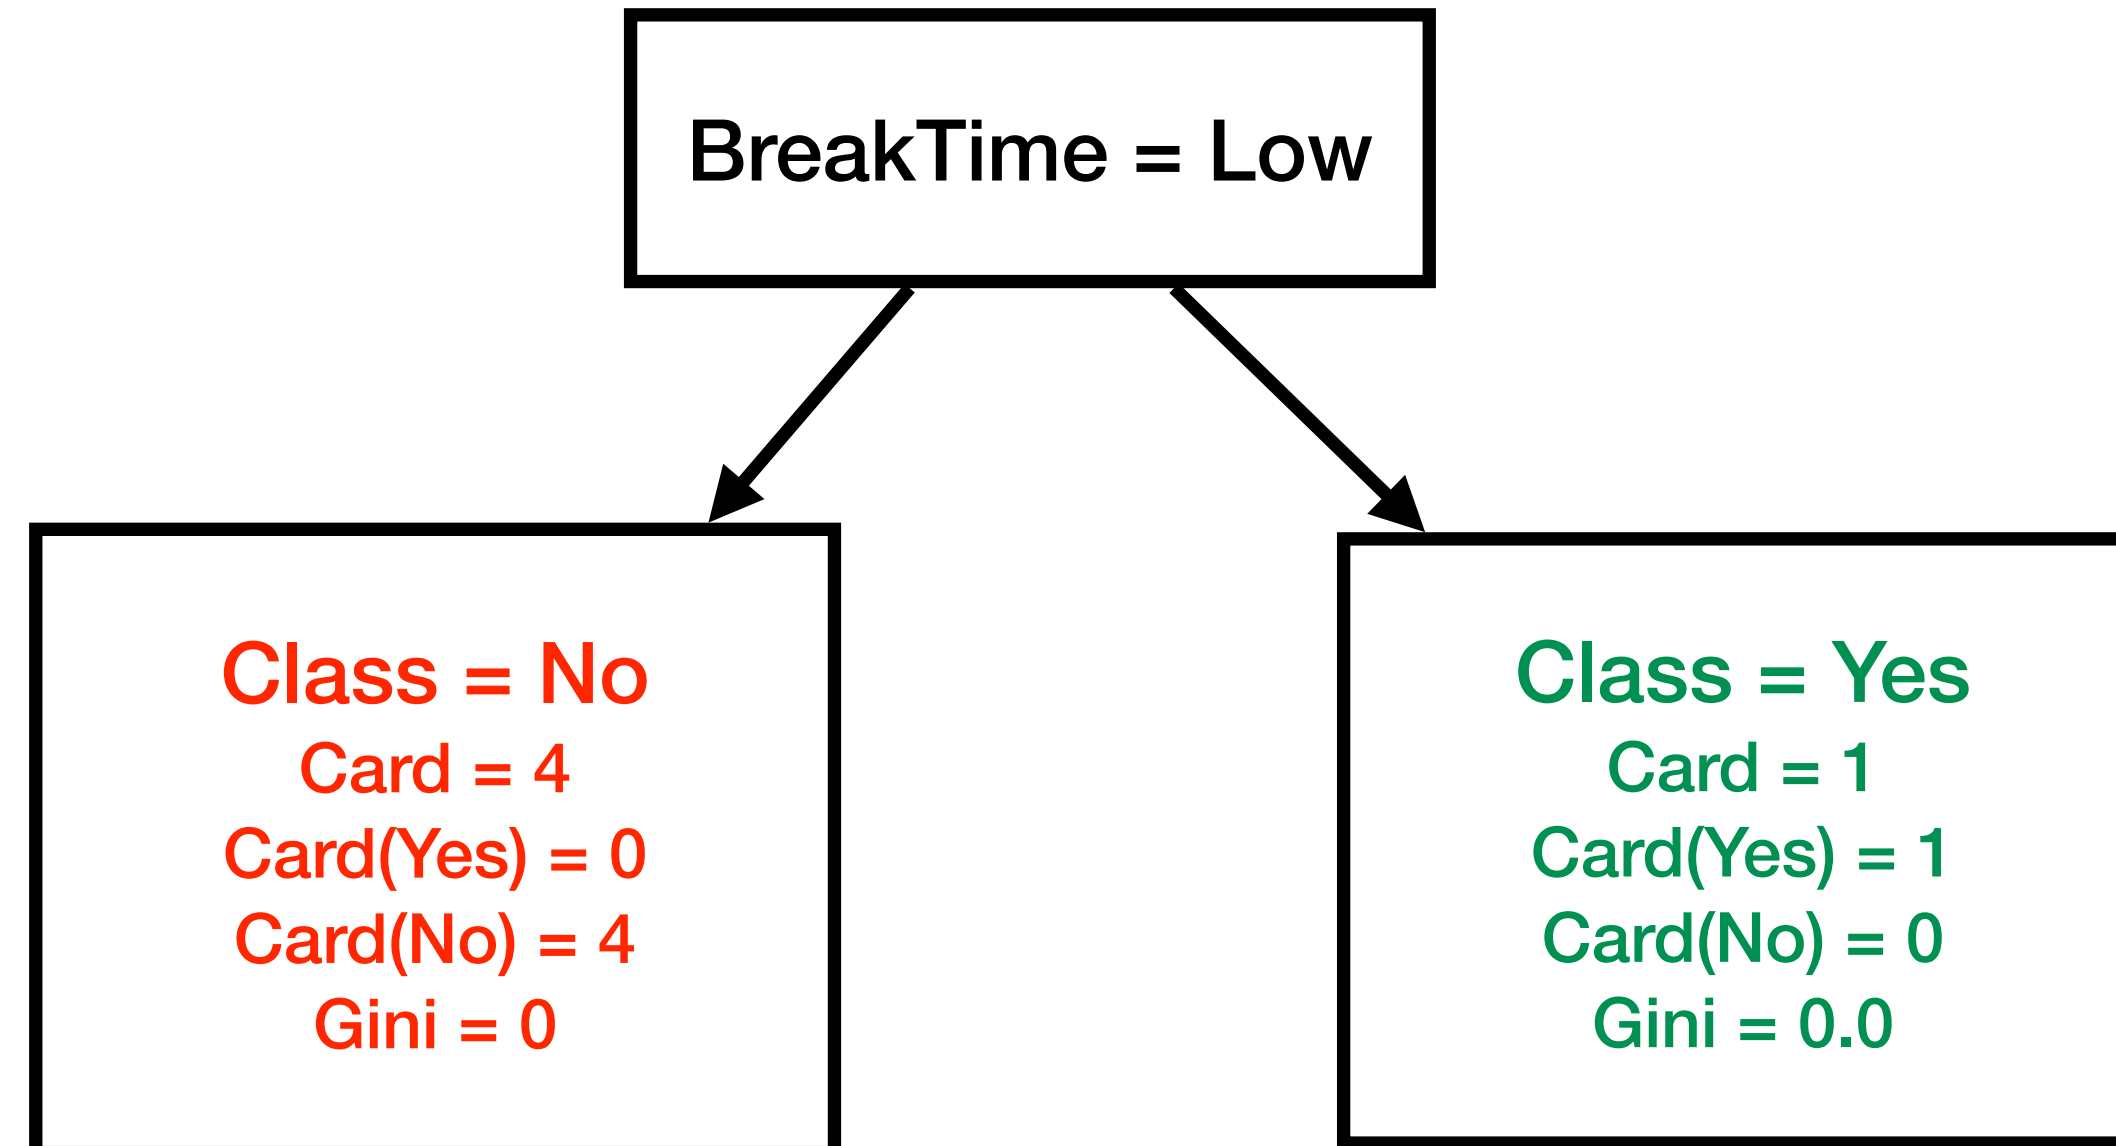 BreakTime = Low
Class = No
Card = 4
Card(Yes) = 0
Card(No) = 4
Gini = 0
Class = Yes
Card = 1
Card(Yes) = 1
Card(No) = 0
Gini = 0.0